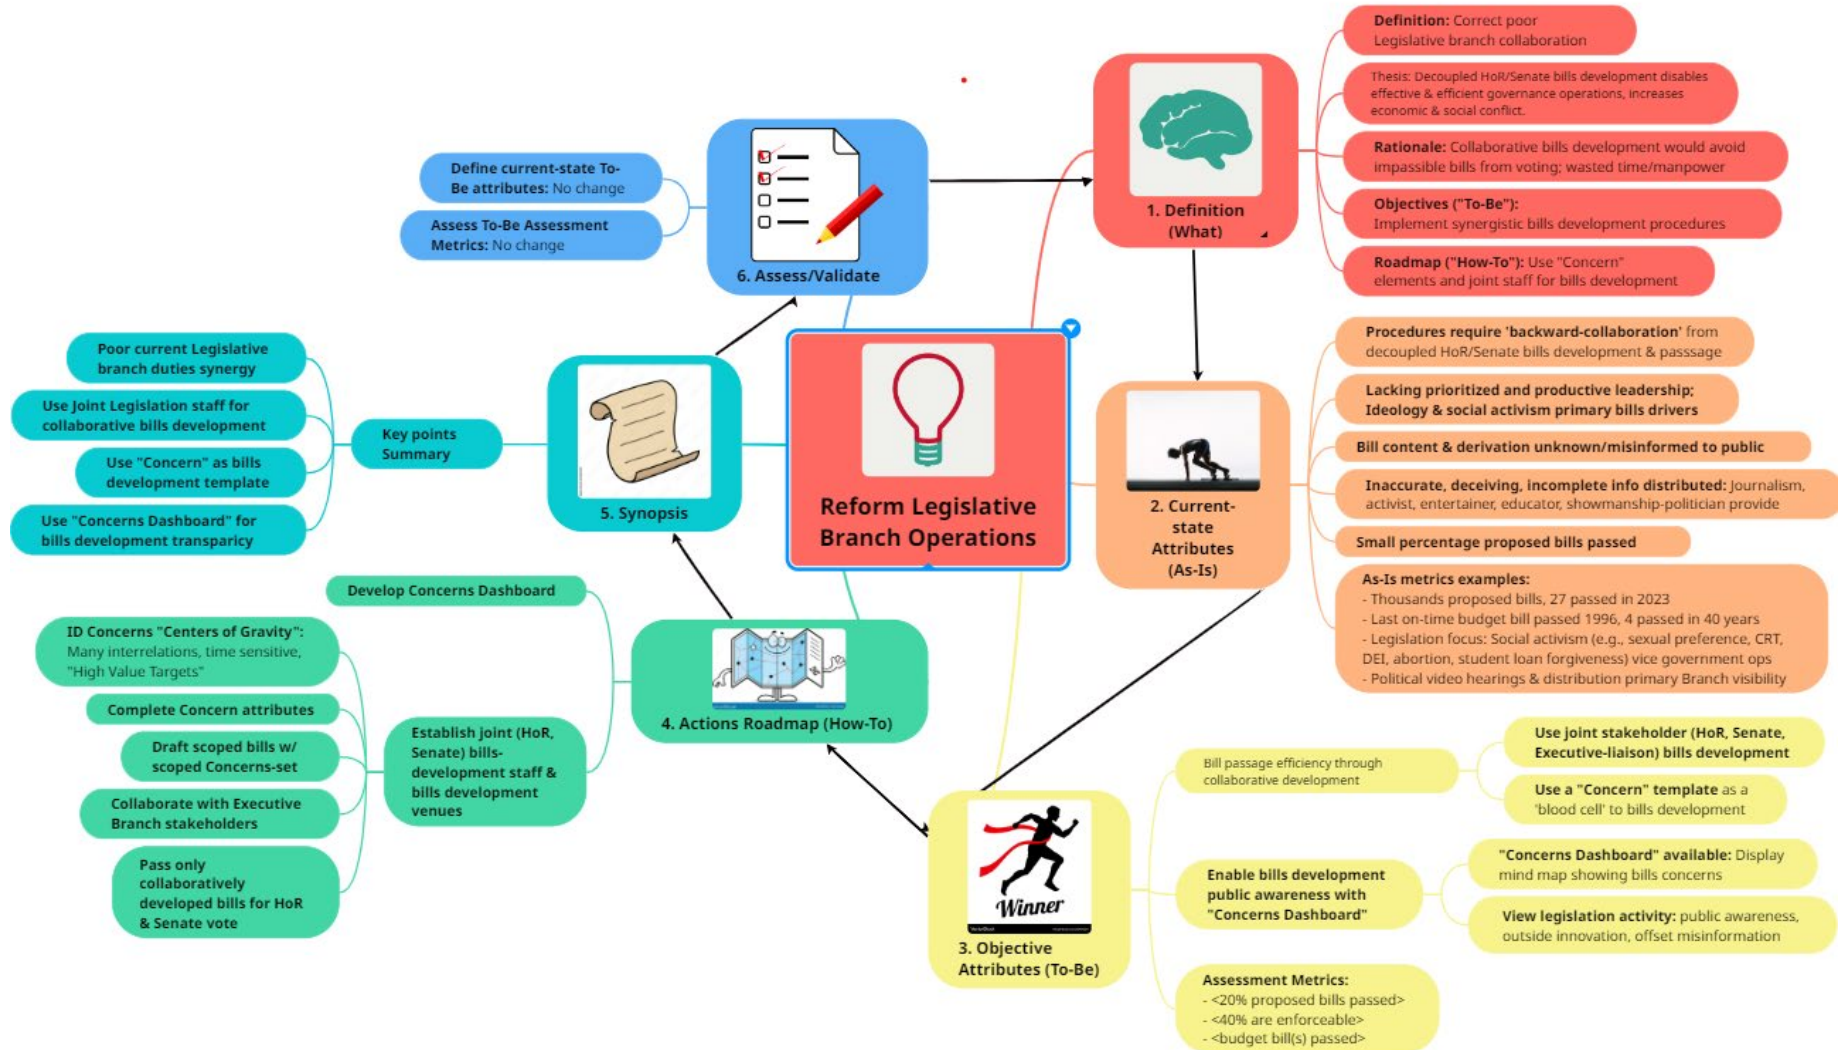 Reform Legislative
Branch Operations
1. Definition
(What)
Definition: Correct poor
Legislative branch collaboration
Thesis: Decoupled HoR/Senate bills development disables
effective & efficient governance operations, increases
economic & social conflict.
Rationale: Collaborative bills development would avoid
impassible bills from voting; wasted time/manpower
Objectives ("To-Be"):
Implement synergistic bills development procedures
Roadmap ("How-To"): Use "Concern"
elements and joint staff for bills development
2. Current-
state
Attributes
(As-Is)
Procedures require 'backward-collaboration' from
decoupled HoR/Senate bills development & passsage
Lacking prioritized and productive leadership;
Ideology & social activism primary bills drivers
Bill content & derivation unknown/misinformed to public
Inaccurate, deceiving, incomplete info distributed: Journalism,
activist, entertainer, educator, showmanship-politician provide
Small percentage proposed bills passed
As-Is metrics examples:
- Thousands proposed bills, 27 passed in 2023
- Last on-time budget bill passed 1996, 4 passed in 40 years
- Legislation focus: Social activism (e.g., sexual preference, CRT,
DEI, abortion, student loan forgiveness) vice government ops
- Political video hearings & distribution primary Branch visibility
Winner
3. Objective
Attributes (To-Be)
Bill passage efficiency through
collaborative development
Use joint stakeholder (HoR, Senate,
Executive-liaison) bills development
Use a "Concern" template as a
'blood cell' to bills development
Enable bills development
public awareness with
"Concerns Dashboard"
"Concerns Dashboard" available: Display
mind map showing bills concerns
View legislation activity: public awareness,
outside innovation, offset misinformation
Assessment Metrics:
- <20% proposed bills passed>
- <40% are enforceable>
- <budget bill(s) passed>
4. Actions Roadmap (How-To)
Develop Concerns Dashboard
Establish joint (HoR,
Senate) bills-
development staff &
bills development
venues
ID Concerns "Centers of Gravity":
Many interrelations, time sensitive,
"High Value Targets"
Complete Concern attributes
Draft scoped bills w/
scoped Concerns-set
Collaborate with Executive
Branch stakeholders
Pass only
collaboratively
developed bills for HoR
& Senate vote
5. Synopsis
Key points
Summary
Poor current Legislative
branch duties synergy
Use Joint Legislation staff for
collaborative bills development
Use "Concern" as bills
development template
Use "Concerns Dashboard" for
bills development transparicy
6. Assess/Validate
Define current-state To-
Be attributes: No change
Assess To-Be Assessment
Metrics: No change